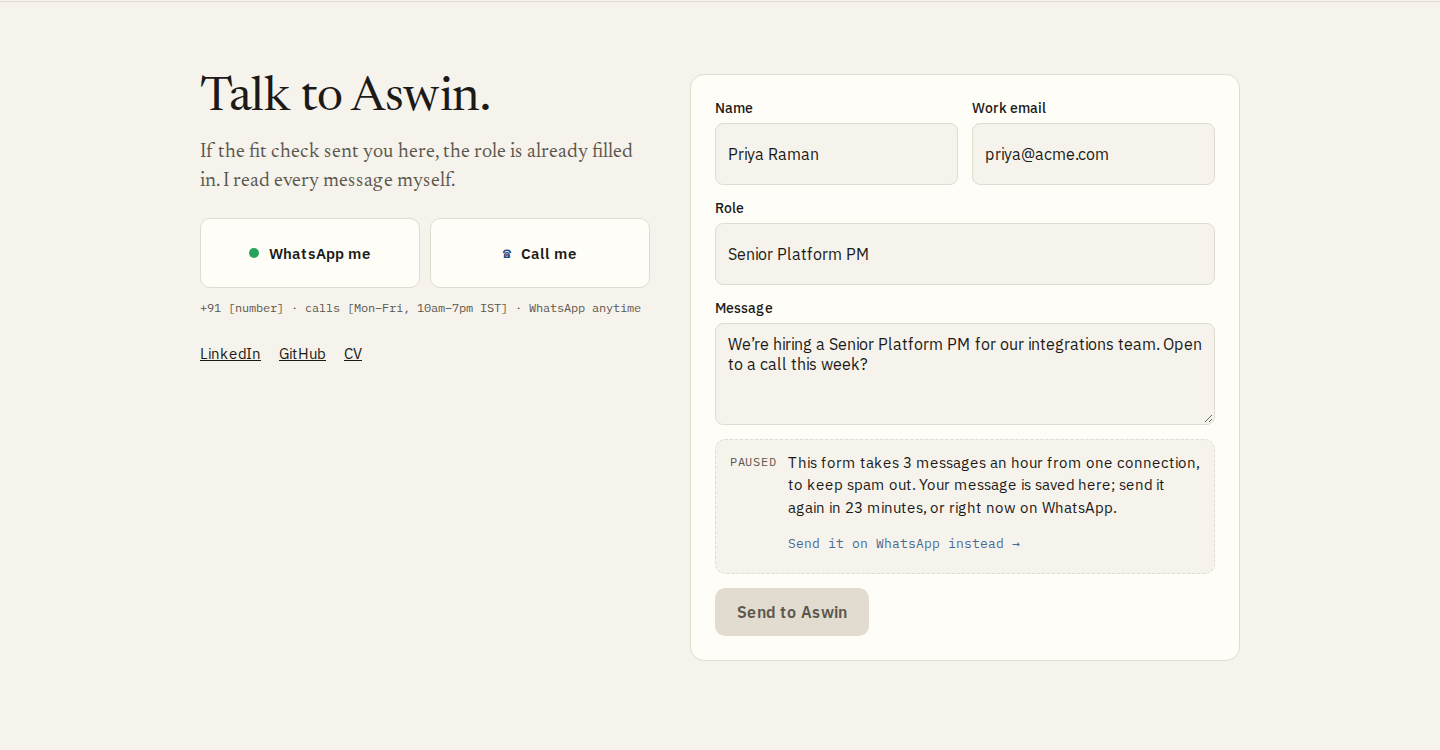 Talk to Aswin.
If the fit check sent you here, the role is already filled
in. I read every message myself.
WhatsApp me
☎ Call me
+91 [number] · calls [Mon–Fri, 10am–7pm IST] · WhatsApp anytime
LinkedIn GitHub CV
Name
Work email
Priya Raman
priya@acme.com
Role
Senior Platform PM
Message
We’re hiring a Senior Platform PM for our integrations team. Open
to a call this week?
PAUSED This form takes 3 messages an hour from one connection,
to keep spam out. Your message is saved here; send it
again in 23 minutes, or right now on WhatsApp.
Send it on WhatsApp instead →
Send to Aswin